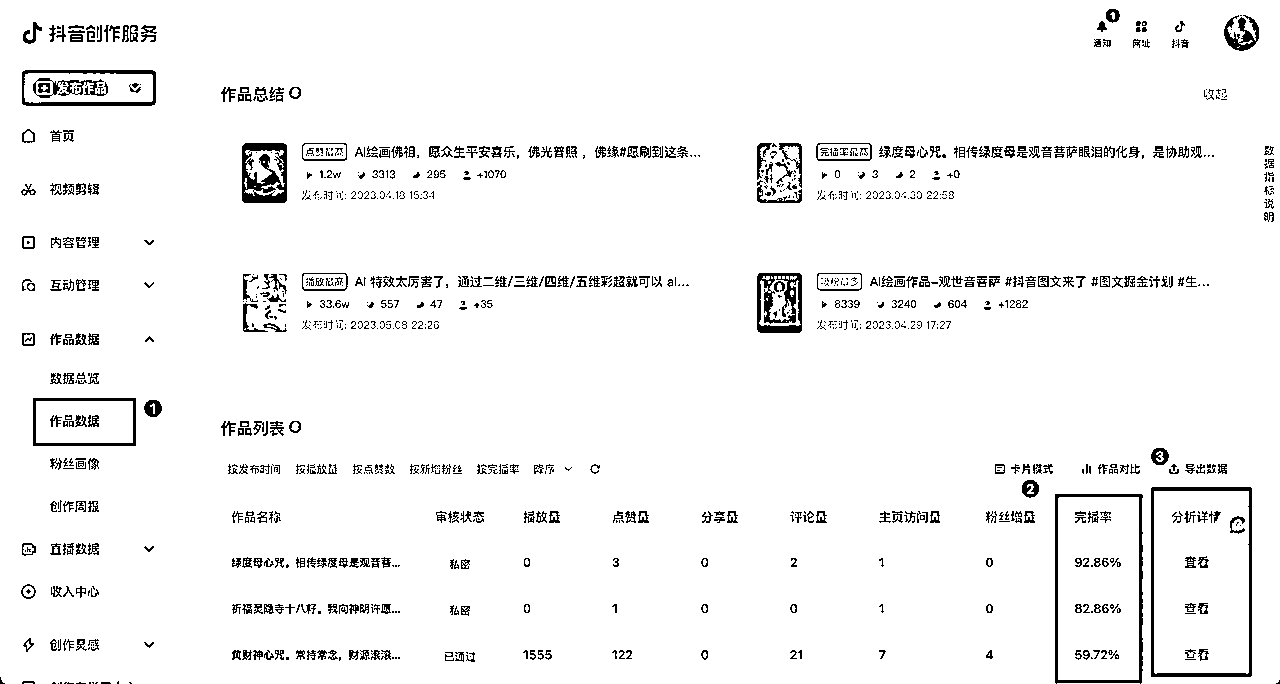 抖音创作服务
1
通知 网址 抖音
发布作品
首页
视频剪辑
内容管理
互动管理
作品数据
数据总览
作品数据 1
粉丝画像
创作周报
直播数据
收入中心
创作灵感
作品总结
收起
点赞最高 AI绘画佛祖，愿众生平安喜乐，佛光普照，佛缘#愿刷到这条...
1.2w 3313 295 +1070
发布时间: 2023.04.18 15:34
完播率最高 绿度母心咒。相传绿度母是观音菩萨眼泪的化身，是协助观...
0 3 2 +0
发布时间: 2023.04.30 22:58
播放最高 AI 特效太厉害了，通过二维/三维/四维/五维彩超就可以 ai...
33.6w 557 47 +35
发布时间: 2023.05.08 22:26
吸粉最多 AI绘画作品-观世音菩萨 #抖音图文来了 #图文掘金计划 #生...
8339 3240 604 +1282
发布时间: 2023.04.29 17:27
数据指标说明
作品列表
按发布时间 按播放量 按点赞数 按新增粉丝 按完播率 降序
卡片模式 作品对比 3 导出数据
2
作品名称 审核状态 播放量 点赞量 分享量 评论量 主页访问量 粉丝增量 完播率 分析详情
绿度母心咒。相传绿度母是观音菩... 私密 0 3 0 2 1 0 92.86% 查看
祈福灵隐寺十八籽。我向神明许愿... 私密 0 1 0 0 1 0 82.86% 查看
黄财神心咒。常持常念，财源滚滚... 已通过 1555 122 0 21 7 4 59.72% 查看